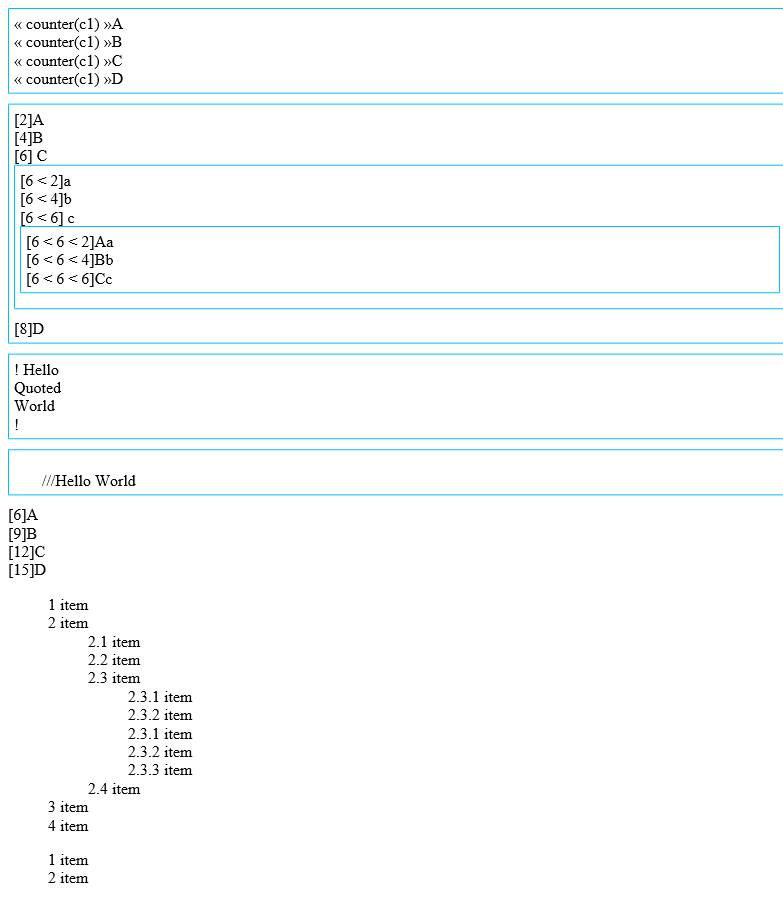 « counter(c1) »A
« counter(c1) »B
« counter(c1) »C
« counter(c1) »D
[2]A
[4]B
[6] C
[6 < 2]a
[6 < 4]b
[6 < 6] c
[6 < 6 < 2]Aa
[6 < 6 < 4]Bb
[6 < 6 < 6]Cc
[8]D
! Hello
Quoted
World
!
///Hello World
[6]A
[9]B
[12]C
[15]D
1 item
2 item
2.1 item
2.2 item
2.3 item
2.3.1 item
2.3.2 item
2.3.1 item
2.3.2 item
2.3.3 item
2.4 item
3 item
4 item
1 item
2 item